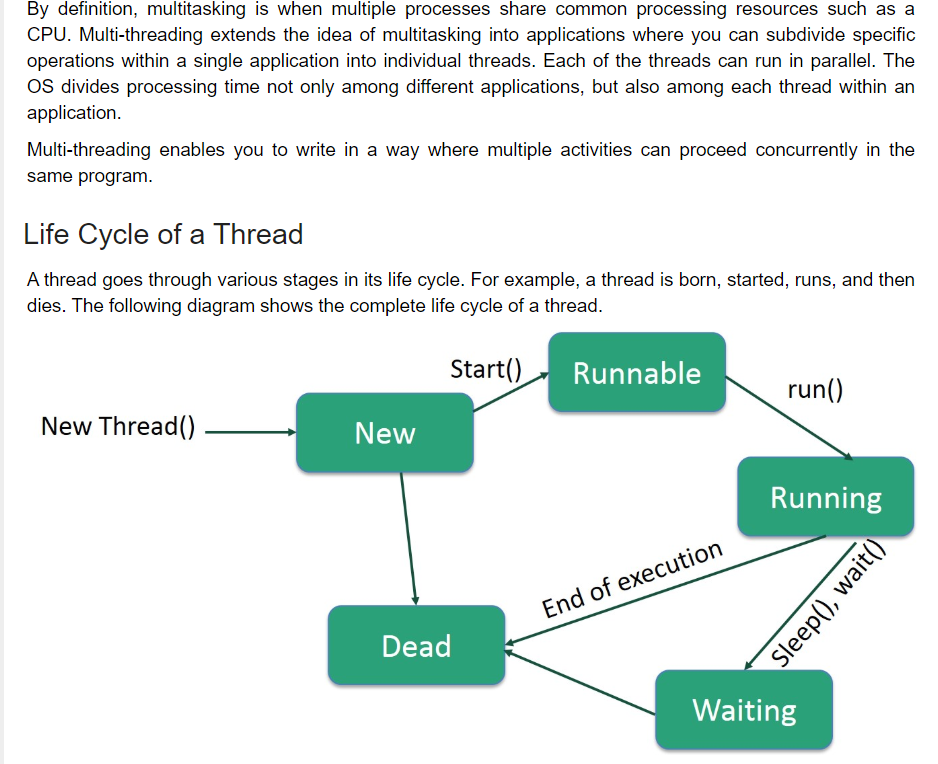 By definition, multitasking is when multiple processes share common processing resources such as a
CPU. Multi-threading extends the idea of multitasking into applications where you can subdivide specific
operations within a single application into individual threads. Each of the threads can run in parallel. The
OS divides processing time not only among different applications, but also among each thread within an
application.
Multi-threading enables you to write in a way where multiple activities can proceed concurrently in the
same program.
Life Cycle of a Thread
A thread goes through various stages in its life cycle. For example, a thread is born, started, runs, and then
dies. The following diagram shows the complete life cycle of a thread.
Start()
Runnable
run()
New Thread()
New
Running
End of execution
Sleep(), wait()
Dead
Waiting